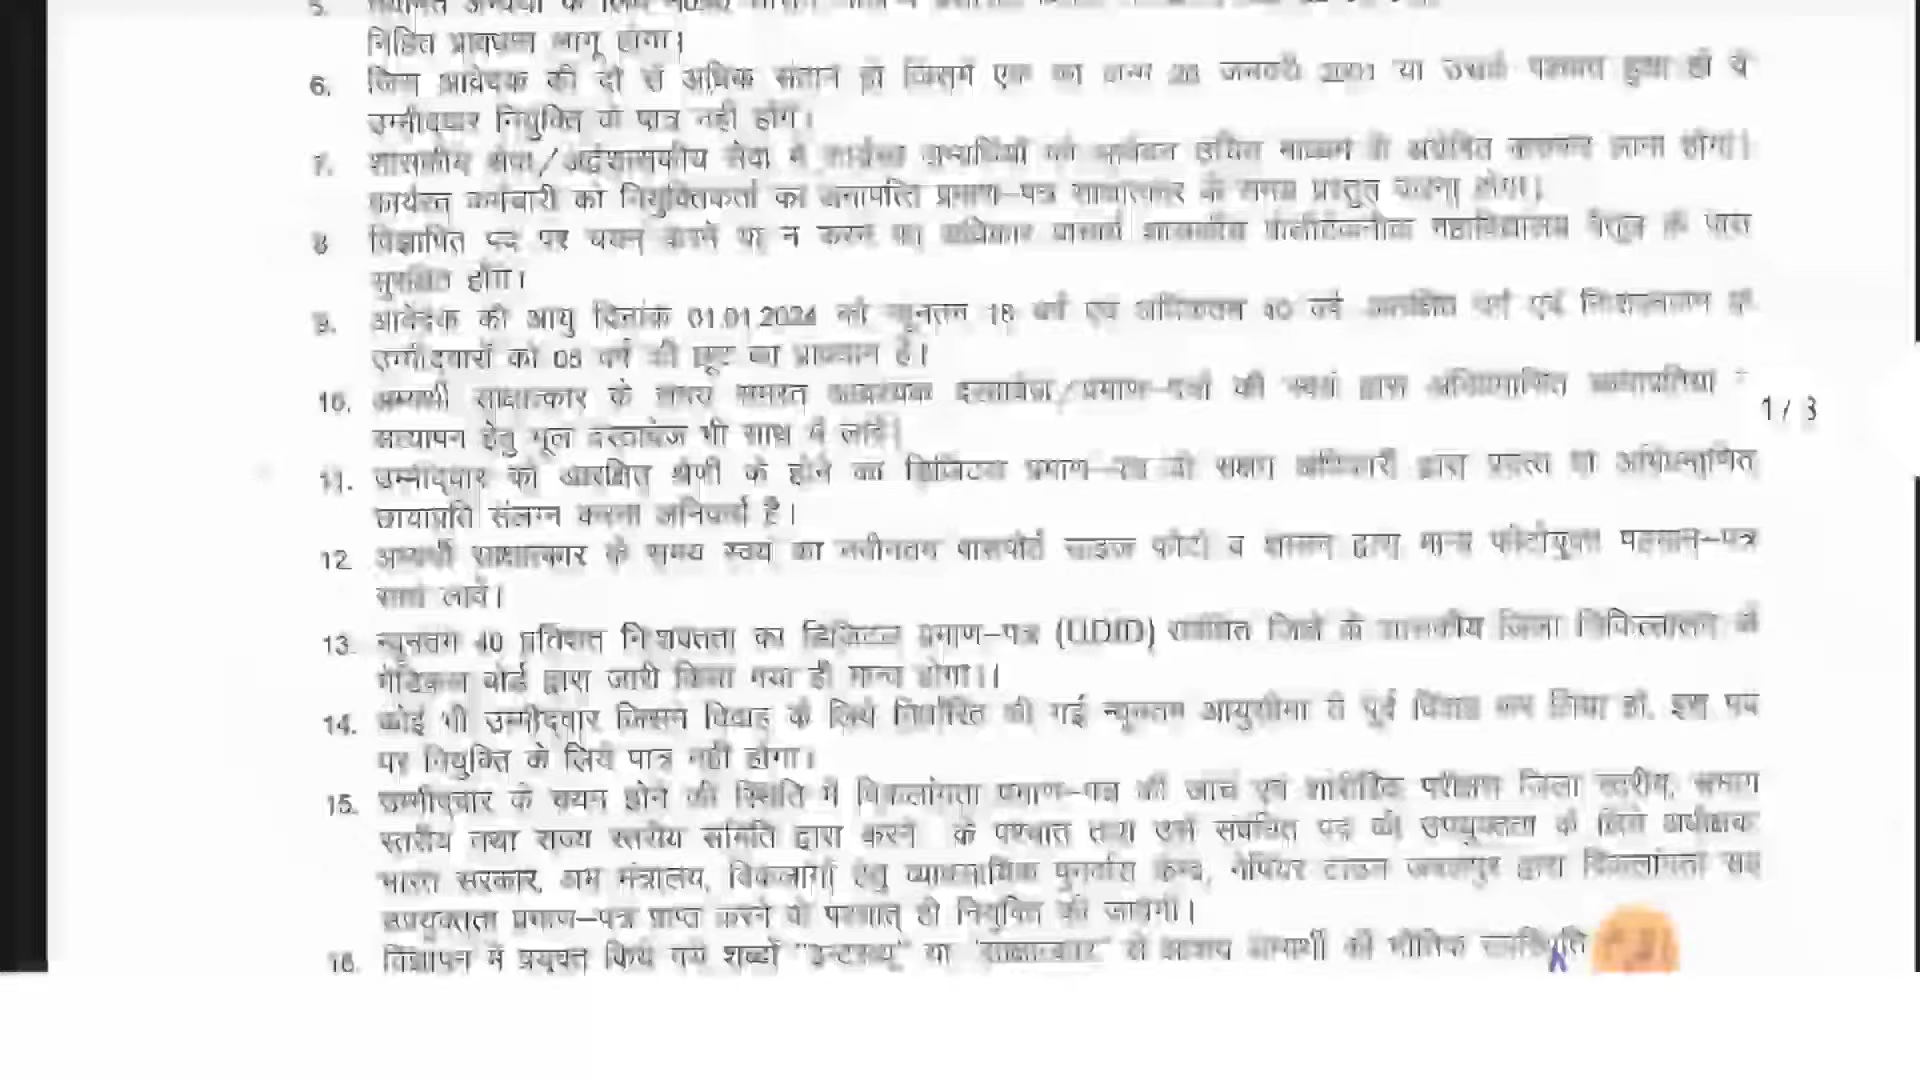 5.
निहित प्रावधान लागू होगा।
6. जिस आवेदक की दो से अधिक संतान हो जिसमें एक का जन्म 26 जनवरी 2001 या उसके पश्चात हुआ हो वे
उम्मीदवार नियुक्ति के पात्र नहीं होंगे।
7. शासकीय सेवा/अर्द्धशासकीय सेवा में कार्यरत अभ्यर्थियों को आवेदन उचित माध्यम से अग्रेषित कराकर लाना होगा।
कार्यरत कर्मचारी को नियुक्तिकर्ता का अनापत्ति प्रमाण-पत्र साक्षात्कार के समय प्रस्तुत करना होगा।
8 विज्ञापित पद पर चयन करने या न करने का अधिकार प्राचार्य शासकीय पोलीटेकनीक महाविद्यालय बैतूल के पास
सुरक्षित होगा।
9. आवेदक की आयु दिनांक 01.01.2024 को न्यूनतम 18 वर्ष एवं अधिकतम 40 वर्ष आरक्षित वर्ग एवं निःशक्तजन के
उम्मीदवारों को 05 वर्ष की छूट का प्रावधान है।
10. अभ्यर्थी साक्षात्कार के समय समस्त आवश्यक दस्तावेज/प्रमाण-पत्रों की स्वयं द्वारा अभिप्रमाणित छायाप्रतियां
सत्यापन हेतु मूल दस्तावेज भी साथ में लावें।
1 / 3
11. उम्मीद्वार को आरक्षित श्रेणी के होने का डिजिटल प्रमाण-पत्र जो सक्षम अधिकारी द्वारा प्रदत्त हो अभिप्रमाणित
छायाप्रति संलग्न करना अनिवार्य है।
12 अभ्यर्थी साक्षात्कार के समय स्वयं का नवीनतम पासपोर्ट साइज फोटो व शासन द्वारा मान्य फोटोयुक्त पहचान-पत्र
साथ लावें।
13. न्यूनतम 40 प्रतिशत निःशक्तता का डिजिटल प्रमाण-पत्र (UDID) संबंधित जिले के शासकीय जिला चिकित्सालय के
मेडिकल बोर्ड द्वारा जारी किया गया ही मान्य होगा।।
14. कोई भी उम्मीद्वार जिसने विवाह के लिये निर्धारित की गई न्यूनतम आयुसीमा से पूर्व विवाह कर लिया हो, इस पद
पर नियुक्ति के लिये पात्र नहीं होगा।
15. उम्मीद्वार के चयन होने की स्थिति में विकलांगता प्रमाण-पत्र की जांच एवं शारीरिक परीक्षण जिला स्तरीय, संभाग
स्तरीय तथा राज्य स्तरीय समिति द्वारा करने के पश्चात तथा उसे संबंधित पद की उपयुक्तता के लिये अधीक्षक
भारत सरकार, श्रम मंत्रालय, विकलांगों हेतु व्यावसायिक पुनर्वास केन्द्र, नेपियर टाउन जबलपुर द्वारा विकलांगता सह
उपयुक्तता प्रमाण-पत्र प्राप्त करने के पश्चात् ही नियुक्ति की जावेगी।
16. विज्ञापन में प्रयुक्त किये गये शब्दों "इन्टरव्यू" या "साक्षात्कार" से आशय अभ्यर्थी की भौतिक उपस्थिति